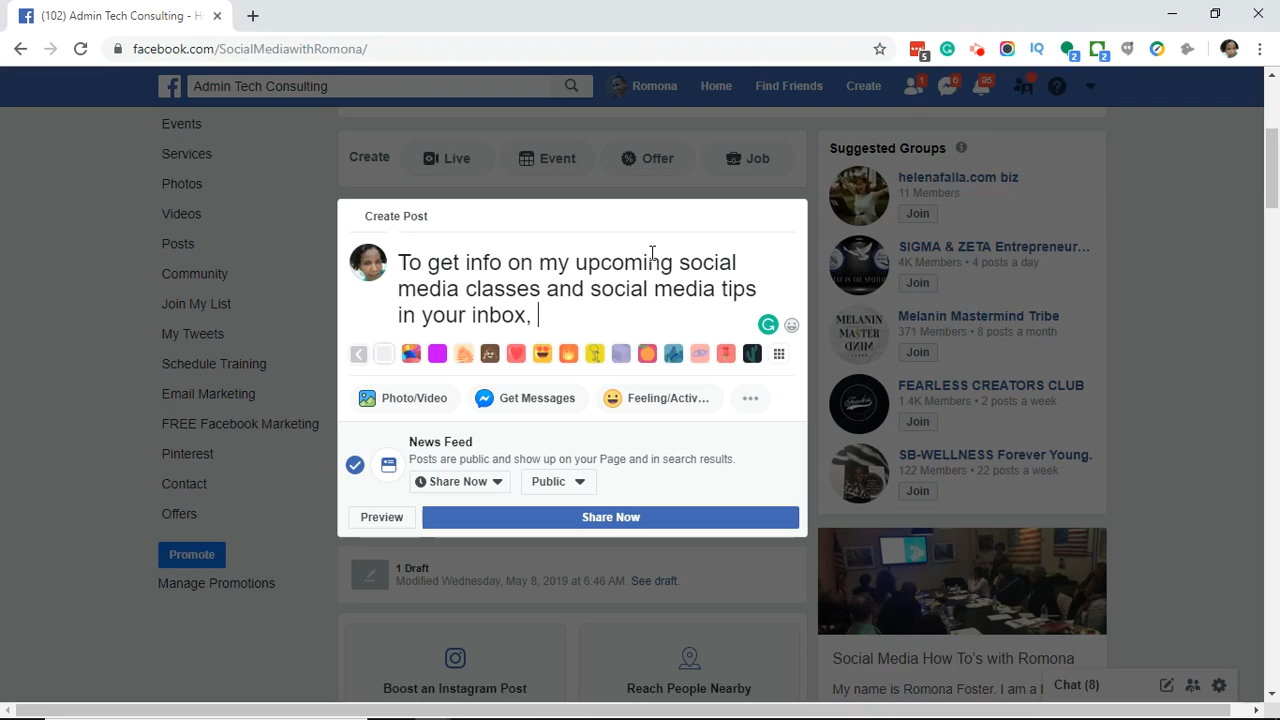 (102) Admin Tech Consulting - H
facebook.com/SocialMediawithRomona/
5
IQ
2
2
Admin Tech Consulting
Romona
Home
Find Friends
Create
1
6
95
Events
Services
Photos
Videos
Posts
Community
Join My List
My Tweets
Schedule Training
Email Marketing
FREE Facebook Marketing
Pinterest
Contact
Offers
Promote
Manage Promotions
Create
Live
Event
Offer
Job
Create Post
To get info on my upcoming social
media classes and social media tips
in your inbox,
Photo/Video
Get Messages
Feeling/Activ...
News Feed
Posts are public and show up on your Page and in search results.
Share Now
Public
Preview
Share Now
1 Draft
Modified Wednesday, May 8, 2019 at 6:46 AM. See draft.
Boost an Instagram Post
Reach People Nearby
Suggested Groups
helenafalla.com biz
11 Members
Join
SIGMA & ZETA Entrepreneur...
4K Members • 4 posts a day
Join
Melanin Mastermind Tribe
371 Members • 8 posts a month
Join
FEARLESS CREATORS CLUB
1.4K Members • 2 posts a week
Join
SB-WELLNESS Forever Young.
122 Members • 22 posts a week
Join
Social Media How To's with Romona
My name is Romona Foster. I am a
Chat (8)